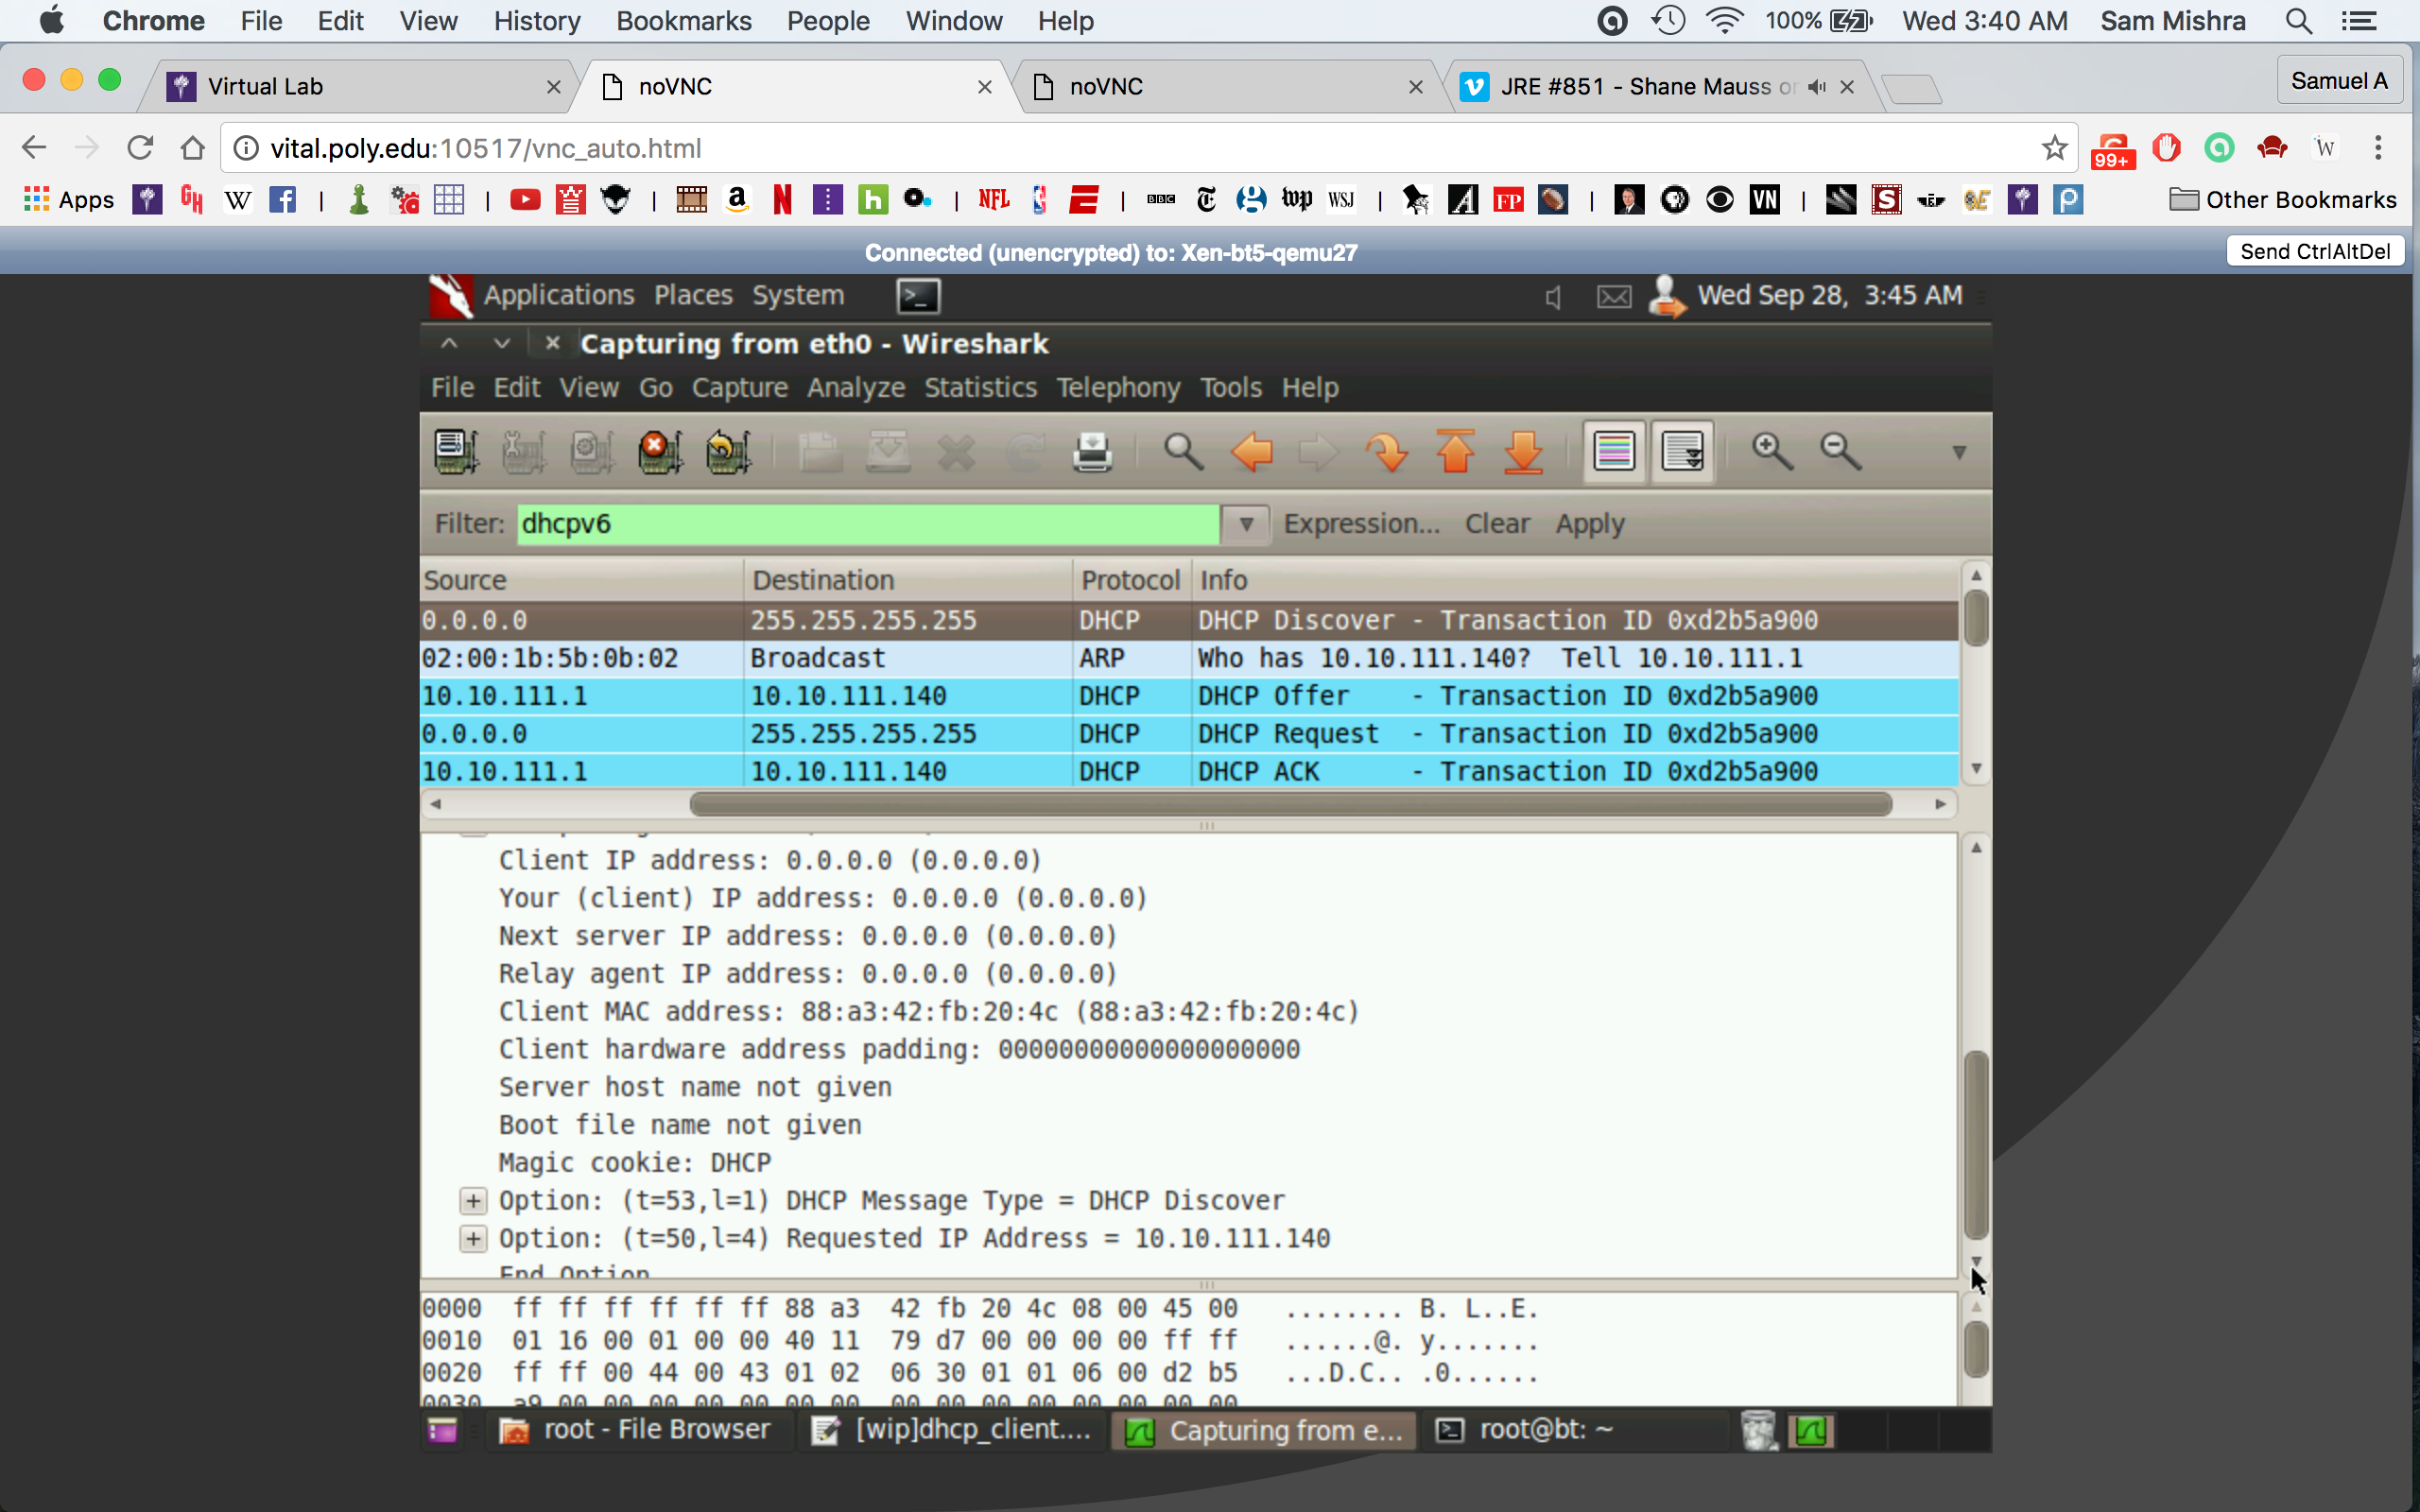 Chrome File Edit View History Bookmarks People Window Help 100% Wed 3:40 AM Sam Mishra
Virtual Lab noVNC noVNC JRE #851 - Shane Mauss Samuel A
vital.poly.edu:10517/vnc_auto.html 99+ W
Apps W NFL BBC wp WSJ FP VN Other Bookmarks
Connected (unencrypted) to: Xen-bt5-qemu27 Send CtrlAltDel
Applications Places System Wed Sep 28, 3:45 AM
Capturing from eth0 - Wireshark
File Edit View Go Capture Analyze Statistics Telephony Tools Help
Filter: dhcpv6 Expression... Clear Apply
Source Destination Protocol Info
0.0.0.0 255.255.255.255 DHCP DHCP Discover - Transaction ID 0xd2b5a900
02:00:1b:5b:0b:02 Broadcast ARP Who has 10.10.111.140? Tell 10.10.111.1
10.10.111.1 10.10.111.140 DHCP DHCP Offer - Transaction ID 0xd2b5a900
0.0.0.0 255.255.255.255 DHCP DHCP Request - Transaction ID 0xd2b5a900
10.10.111.1 10.10.111.140 DHCP DHCP ACK - Transaction ID 0xd2b5a900
Client IP address: 0.0.0.0 (0.0.0.0)
Your (client) IP address: 0.0.0.0 (0.0.0.0)
Next server IP address: 0.0.0.0 (0.0.0.0)
Relay agent IP address: 0.0.0.0 (0.0.0.0)
Client MAC address: 88:a3:42:fb:20:4c (88:a3:42:fb:20:4c)
Client hardware address padding: 00000000000000000000
Server host name not given
Boot file name not given
Magic cookie: DHCP
Option: (t=53,l=1) DHCP Message Type = DHCP Discover
Option: (t=50,l=4) Requested IP Address = 10.10.111.140
End Option
0000 ff ff ff ff ff ff 88 a3 42 fb 20 4c 08 00 45 00 ........ B. L..E.
0010 01 16 00 01 00 00 40 11 79 d7 00 00 00 00 ff ff ......@. y.......
0020 ff ff 00 44 00 43 01 02 06 30 01 01 06 00 d2 b5 ...D.C.. .0......
0030 a9 00 00 00 00 00 00 00 00 00 00 00 00 00 00 00
root - File Browser [wip]dhcp_client.... Capturing from e... root@bt: ~